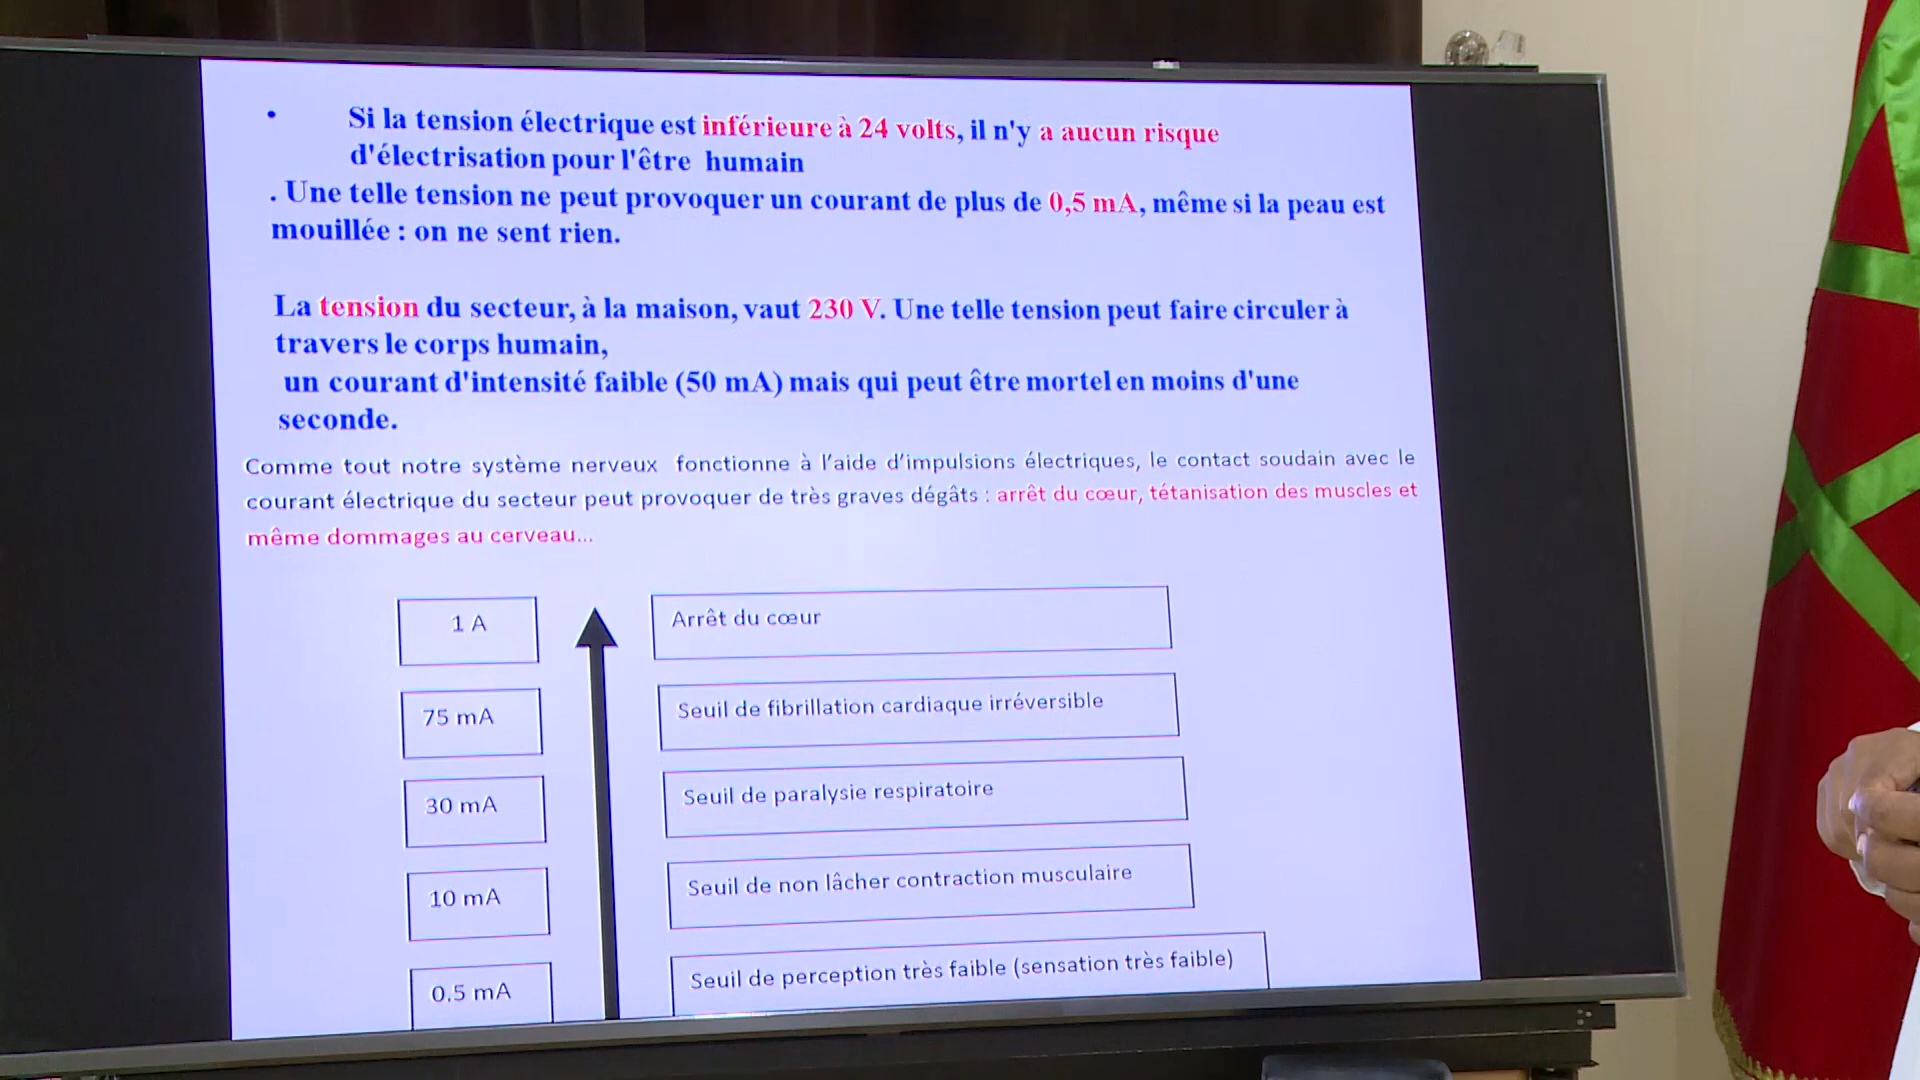 • Si la tension électrique est inférieure à 24 volts, il n'y a aucun risque
d'électrisation pour l'être humain
. Une telle tension ne peut provoquer un courant de plus de 0,5 mA, même si la peau est
mouillée : on ne sent rien.
La tension du secteur, à la maison, vaut 230 V. Une telle tension peut faire circuler à
travers le corps humain,
un courant d'intensité faible (50 mA) mais qui peut être mortel en moins d'une
seconde.
Comme tout notre système nerveux fonctionne à l'aide d'impulsions électriques, le contact soudain avec le
courant électrique du secteur peut provoquer de très graves dégâts : arrêt du cœur, tétanisation des muscles et
même dommages au cerveau...
1 A
Arrêt du cœur
75 mA
Seuil de fibrillation cardiaque irréversible
30 mA
Seuil de paralysie respiratoire
10 mA
Seuil de non lâcher contraction musculaire
0.5 mA
Seuil de perception très faible (sensation très faible)